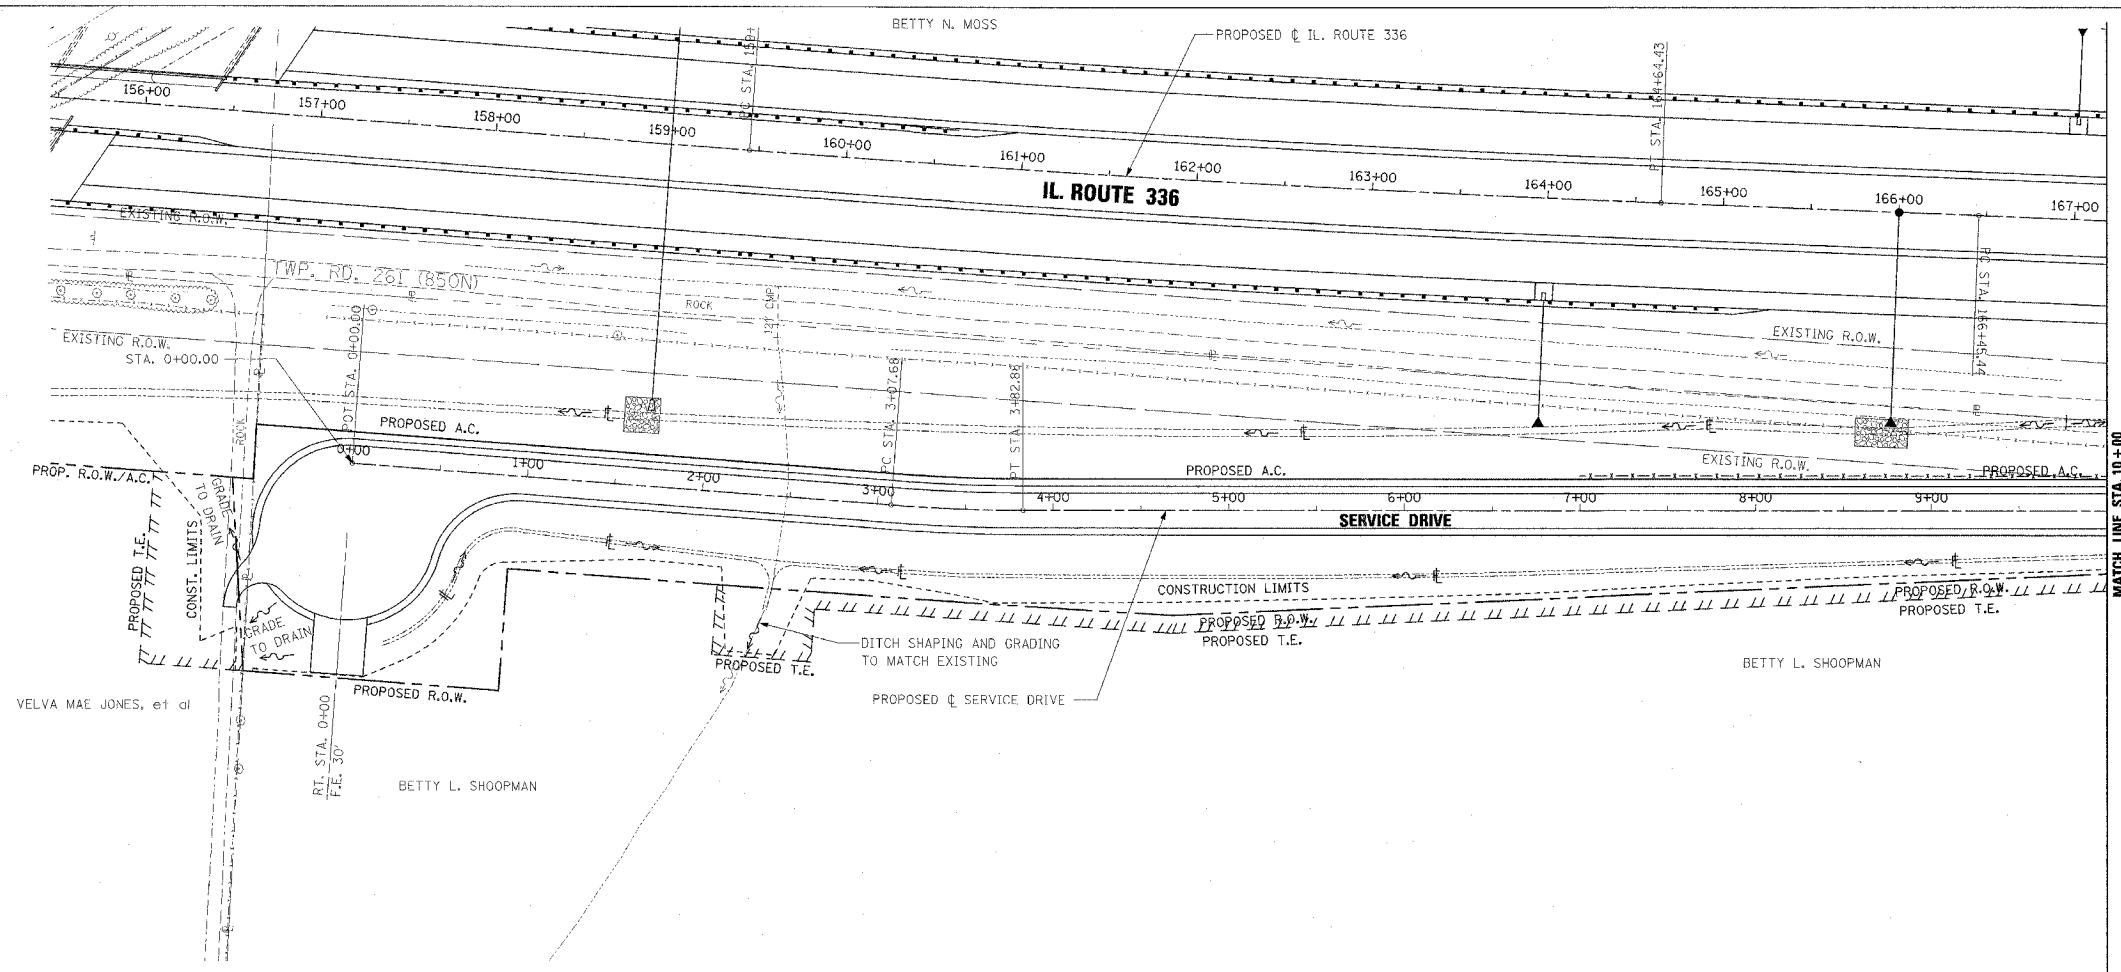 BETTY N. MOSS
PROPOSED ℄ IL. ROUTE 336
PC STA. 159+
PT STA. 164+64.43
156+00
157+00
158+00
159+00
160+00
161+00
162+00
163+00
164+00
165+00
166+00
167+00
IL. ROUTE 336
EXISTING R.O.W.
TWP. RD. 261 (850N)
ROCK
12" CMP
PC STA. 166+45.44
EXISTING R.O.W.
EXISTING R.O.W.
STA. 0+00.00
POT STA. 0+00.00
PC STA. 3+07.68
PT STA. 3+82.88
PROPOSED A.C.
ROCK
EXISTING R.O.W.
PROP. R.O.W./A.C.
PROPOSED A.C.
PROPOSED A.C.
0+00
1+00
2+00
3+00
4+00
5+00
6+00
7+00
8+00
9+00
SERVICE DRIVE
MATCH LINE STA. 10+00
GRADE
TO DRAIN
CONST. LIMITS
PROPOSED T.E.
CONSTRUCTION LIMITS
PROPOSED R.O.W.
PROPOSED T.E.
PROPOSED R.O.W.
PROPOSED T.E.
GRADE
TO DRAIN
DITCH SHAPING AND GRADING
TO MATCH EXISTING
PROPOSED T.E.
BETTY L. SHOOPMAN
PROPOSED R.O.W.
PROPOSED ℄ SERVICE DRIVE
VELVA MAE JONES, et al
RT. STA. 0+00
F.E. 30'
BETTY L. SHOOPMAN